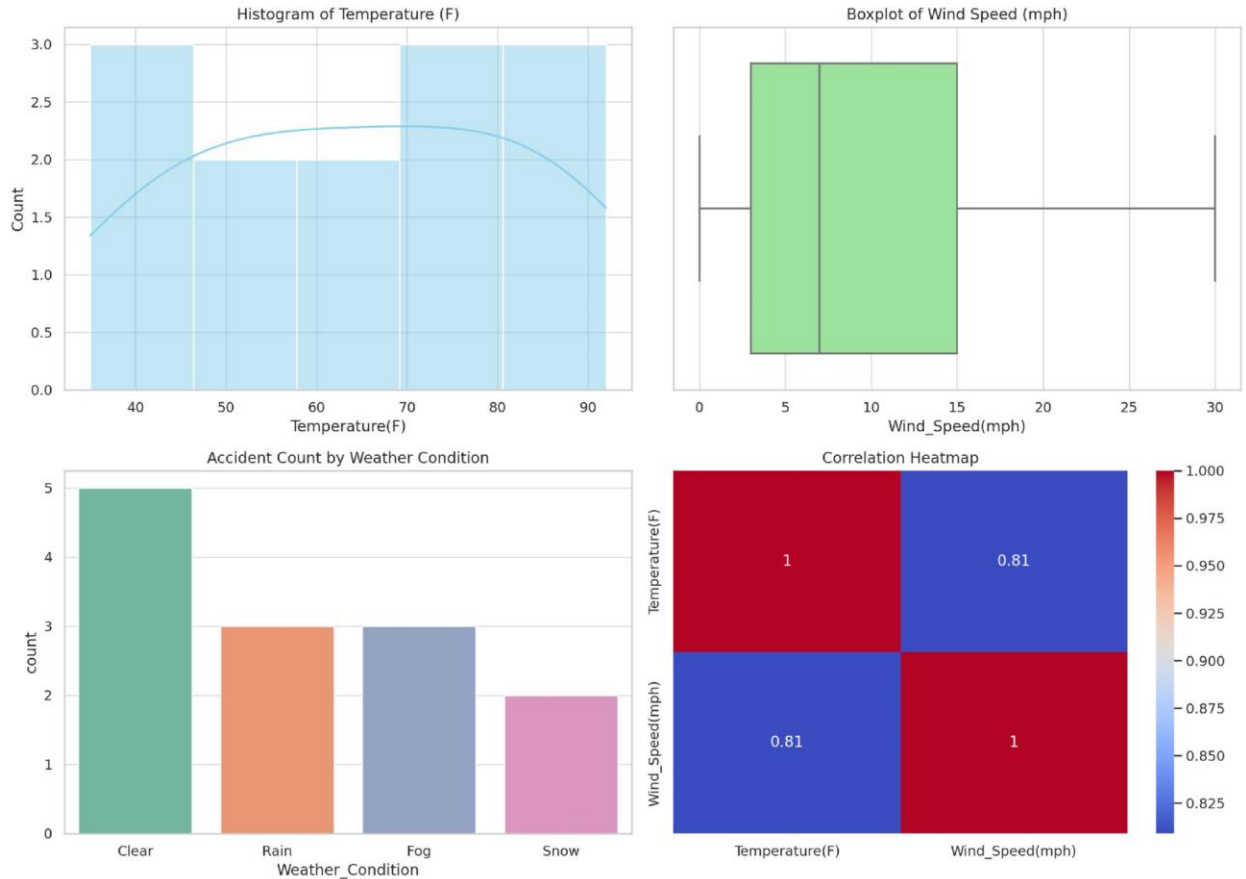 Histogram of Temperature (F)
3.0
2.5
2.0
1.5
1.0
0.5
0.0
Count
40 50 60 70 80 90
Temperature(F)
Boxplot of Wind Speed (mph)
0 5 10 15 20 25 30
Wind_Speed(mph)
Accident Count by Weather Condition
5
4
3
2
1
0
count
Clear Rain Fog Snow
Weather_Condition
Correlation Heatmap
Temperature(F)
Wind_Speed(mph)
1 0.81
0.81 1
Temperature(F) Wind_Speed(mph)
1.000
0.975
0.950
0.925
0.900
0.875
0.850
0.825